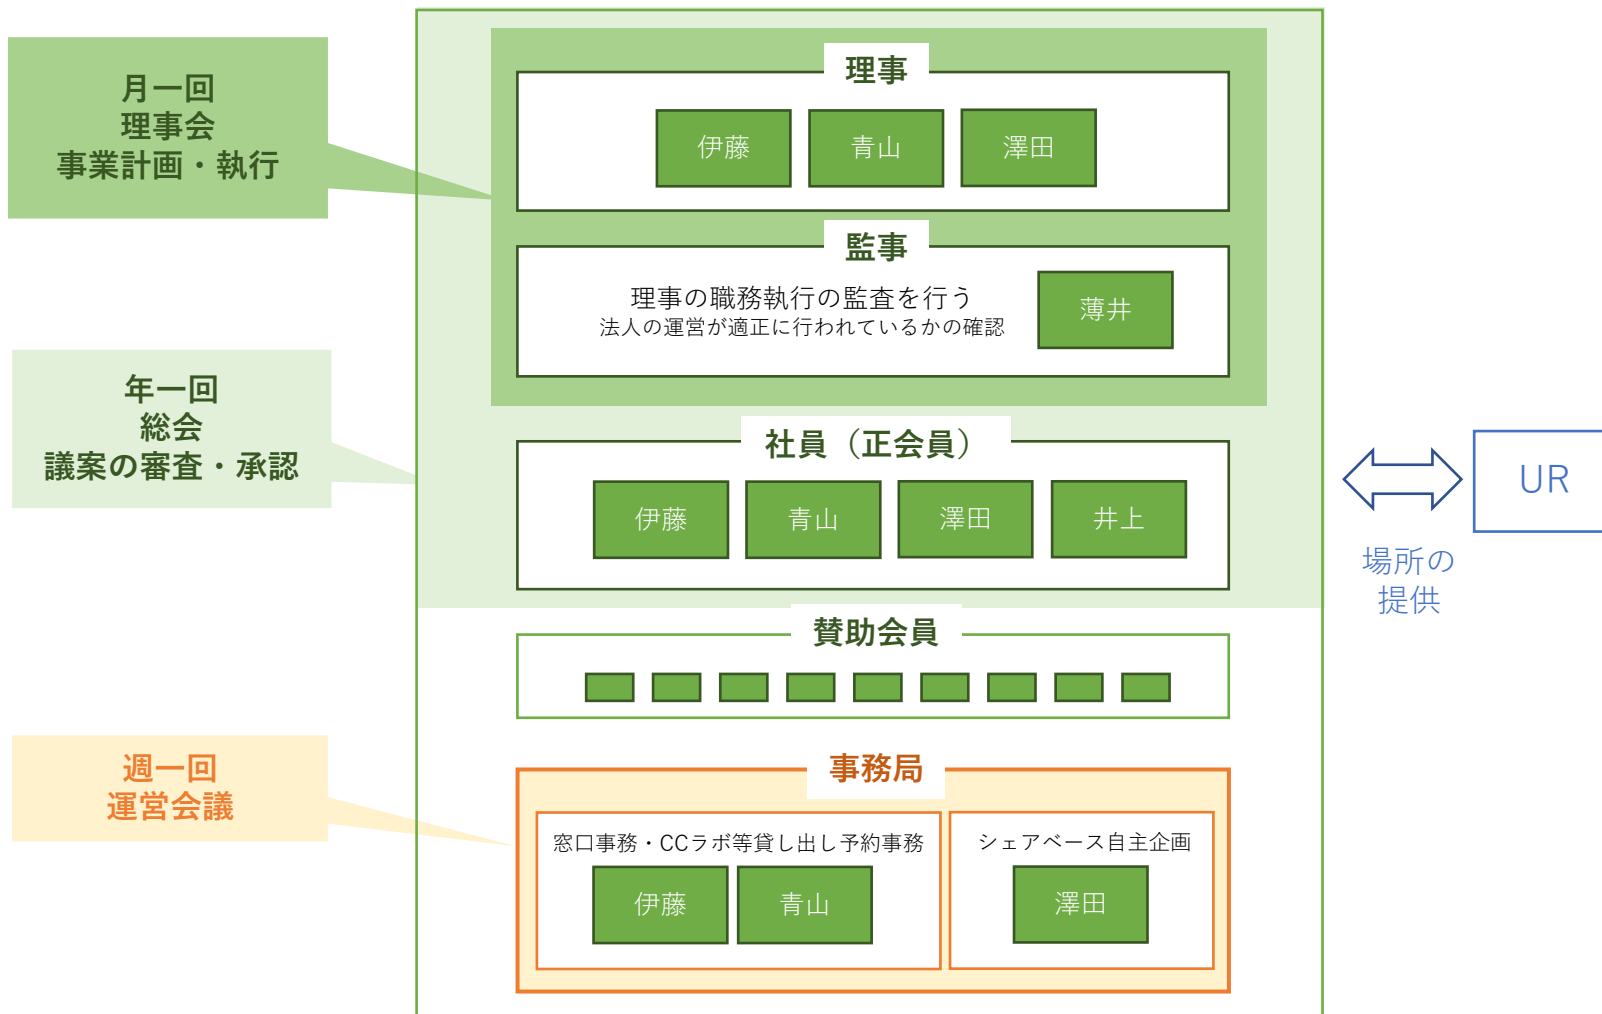 月一回
理事会
事業計画・執行
理事
伊藤
青山
澤田
監事
理事の職務執行の監査を行う
法人の運営が適正に行われているかの確認
薄井
年一回
総会
議案の審査・承認
社員（正会員）
伊藤
青山
澤田
井上
UR
場所の
提供
賛助会員
週一回
運営会議
事務局
窓口事務・CCラボ等貸し出し予約事務
伊藤
青山
シェアベース自主企画
澤田